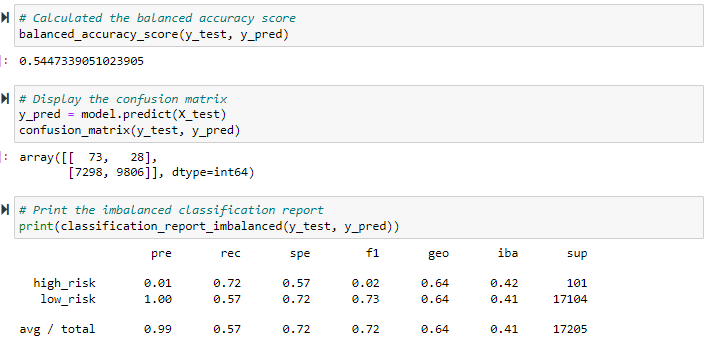 # Calculated the balanced accuracy score
balanced_accuracy_score(y_test, y_pred)
: 0.5447339051023905
# Display the confusion matrix
y_pred = model.predict(X_test)
confusion_matrix(y_test, y_pred)
: array([[  73,   28],
       [7298, 9806]], dtype=int64)
# Print the imbalanced classification report
print(classification_report_imbalanced(y_test, y_pred))
pre rec spe f1 geo iba sup
high_risk 0.01 0.72 0.57 0.02 0.64 0.42 101
low_risk 1.00 0.57 0.72 0.73 0.64 0.41 17104
avg / total 0.99 0.57 0.72 0.72 0.64 0.41 17205